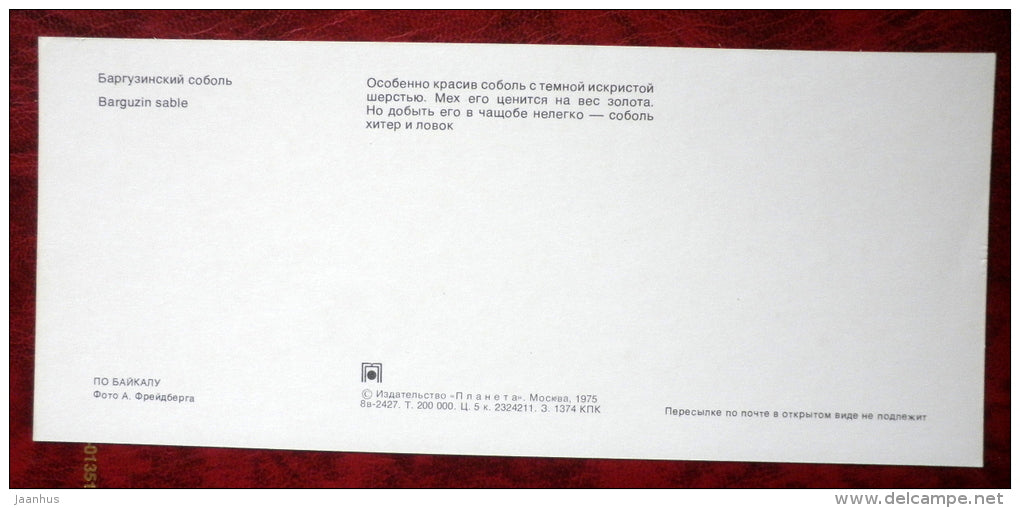 Баргузинский соболь
Barguzin sable
Особенно красив соболь с темной искристой
шерстью. Мех его ценится на вес золота.
Но добыть его в чащобе нелегко — соболь
хитер и ловок
ПО БАЙКАЛУ
Фото А. Фрейдберга
© Издательство «Планета». Москва, 1975
8в-2427. Т. 200 000. Ц. 5 к. 2324211. З. 1374 КПК
Пересылке по почте в открытом виде не подлежит
jaanhus
delcampe.net